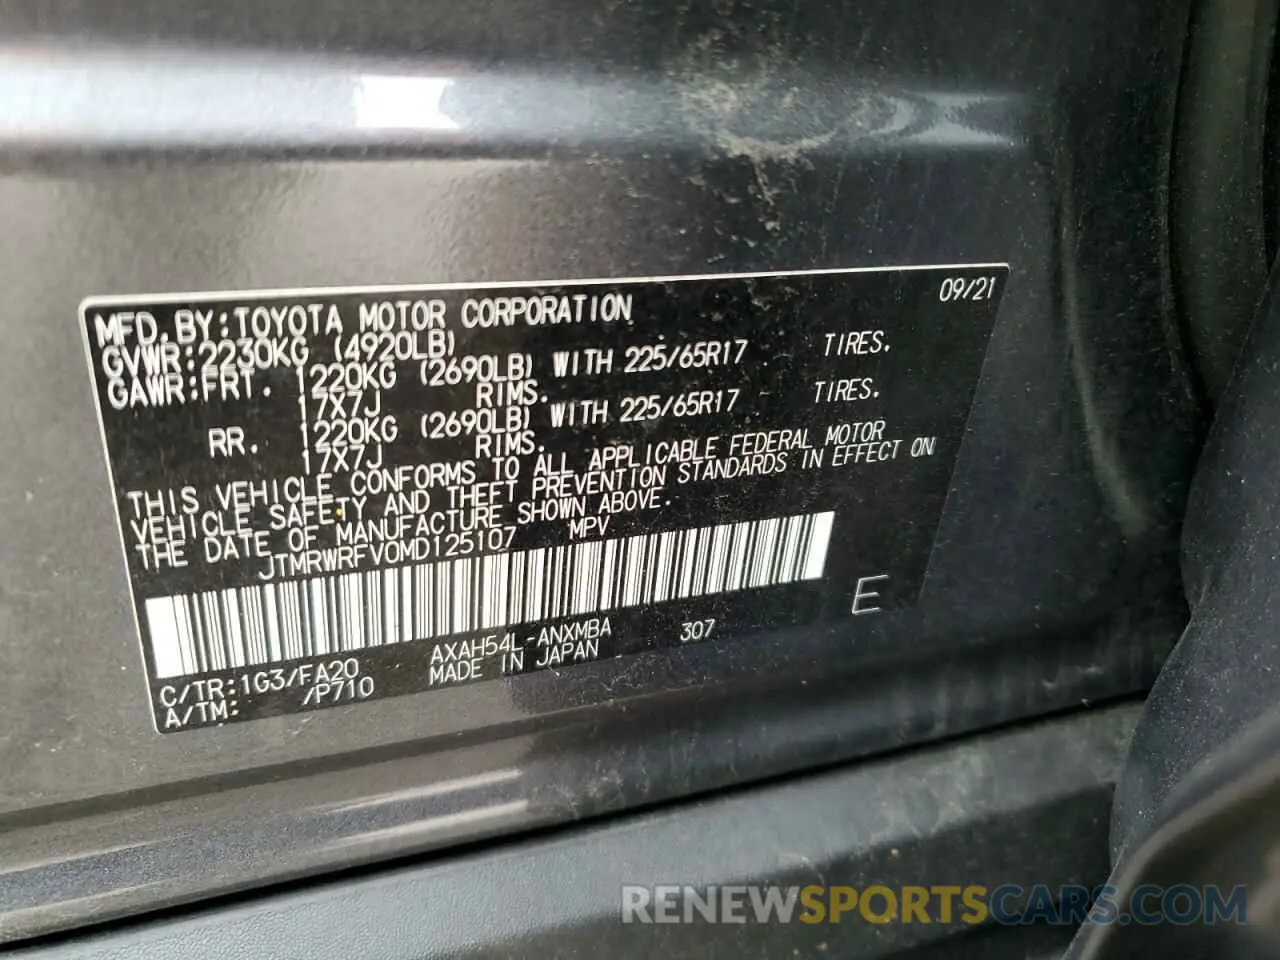 09/21
MFD.BY:TOYOTA MOTOR CORPORATION
GVWR:2230KG (4920LB)
GAWR:FRT. 1220KG (2690LB) WITH 225/65R17 TIRES.
17X7J RIMS.
RR. 1220KG (2690LB) WITH 225/65R17 TIRES.
17X7J RIMS.
THIS VEHICLE CONFORMS TO ALL APPLICABLE FEDERAL MOTOR
VEHICLE SAFETY AND THEFT PREVENTION STANDARDS IN EFFECT ON
THE DATE OF MANUFACTURE SHOWN ABOVE.
JTMRWRFV0MD125107 MPV
E
C/TR:1G3/FA20 AXAH54L-ANXMBA 307
A/TM: /P710 MADE IN JAPAN
RENEWSPORTSCARS.COM